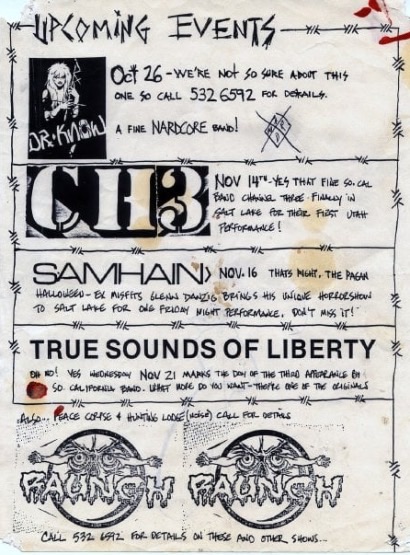 UPCOMING EVENTS
OCT 26 - WE'RE NOT SO SURE ABOUT THIS
ONE SO CALL 532 6592 FOR DETAILS.
DR. KNOW
A FINE NARDCORE BAND!
CH3
NOV 14TH - YES THAT FINE SO. CAL
BAND CHANNEL THREE - FINALLY IN
SALT LAKE FOR THEIR FIRST UTAH
PERFORMANCE!
SAMHAIN
NOV. 16 THATS RIGHT. THE PAGAN
HALLOWEEN - EX MISFITS GLENN DANZIG BRINGS HIS UNIQUE HORRORSHOW
TO SALT LAKE FOR ONE FRIDAY NIGHT PERFORMANCE. DON'T MISS IT!
TRUE SOUNDS OF LIBERTY
OH NO! YES WEDNESDAY NOV 21 MARKS THE DAY OF THE THIRD APPEARANCE BY
SO. CALIFORNIA BAND. WHAT MORE DO YOU WANT - THEY'RE ONE OF THE ORIGINALS
ALSO... PEACE CORPSE & HUNTING LODGE (NOISE) CALL FOR DETAILS
RAUNCH RAUNCH
CALL 532 6592 FOR DETAILS ON THESE AND OTHER SHOWS...